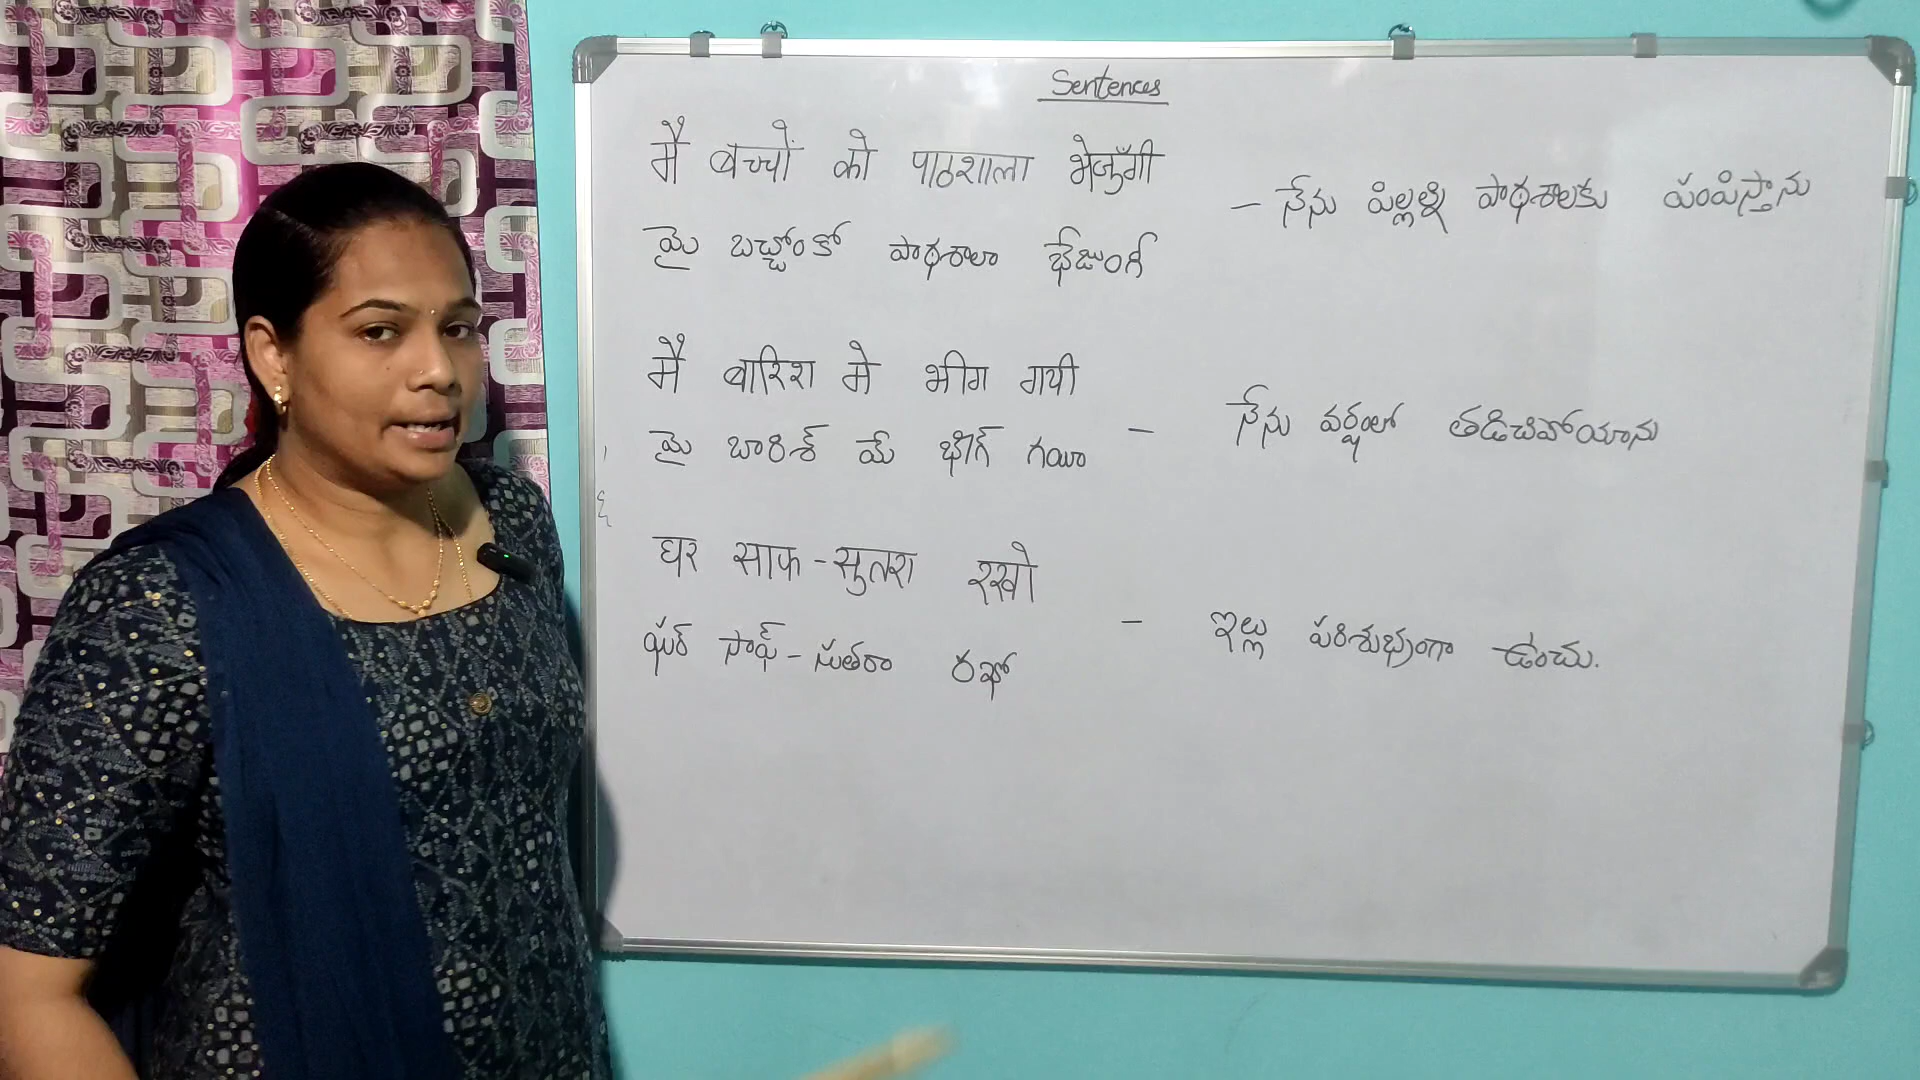 Sentences
मै बच्चों को पाठशाला भेजुँगी
మై బచ్చోంకో పాఠశాలా భేజుంగీ
– నేను పిల్లల్ని పాఠశాలకు పంపిస్తాను
मै बारिश मे भीग गयी
మై బారిశ్ మే భీగ్ గయీ
– నేను వర్షంలో తడిచిపోయాను
घर साफ - सुतरा रखो
ఘర్ సాఫ్ - సుతరా రఖో
– ఇల్లు పరిశుభ్రంగా ఉంచు.